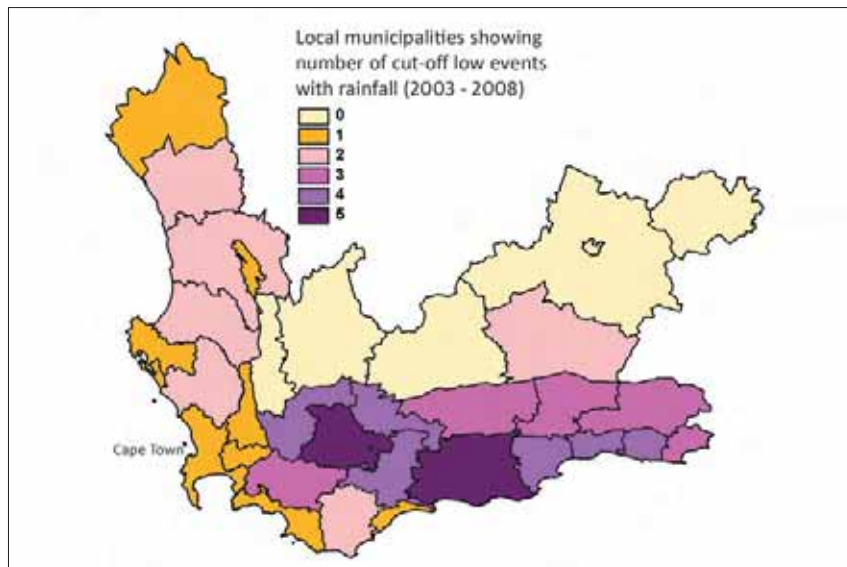 Local municipalities showing
number of cut-off low events
with rainfall (2003 - 2008)
0
1
2
3
4
5
Cape Town